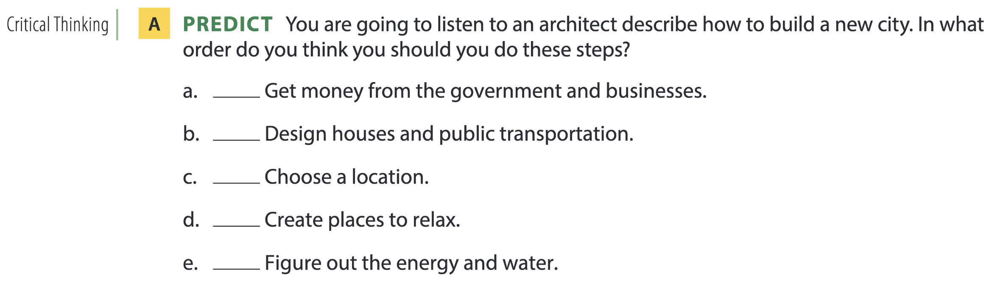 Critical Thinking
A PREDICT You are going to listen to an architect describe how to build a new city. In what
order do you think you should you do these steps?
a. _____ Get money from the government and businesses.
b. _____ Design houses and public transportation.
c. _____ Choose a location.
d. _____ Create places to relax.
e. _____ Figure out the energy and water.